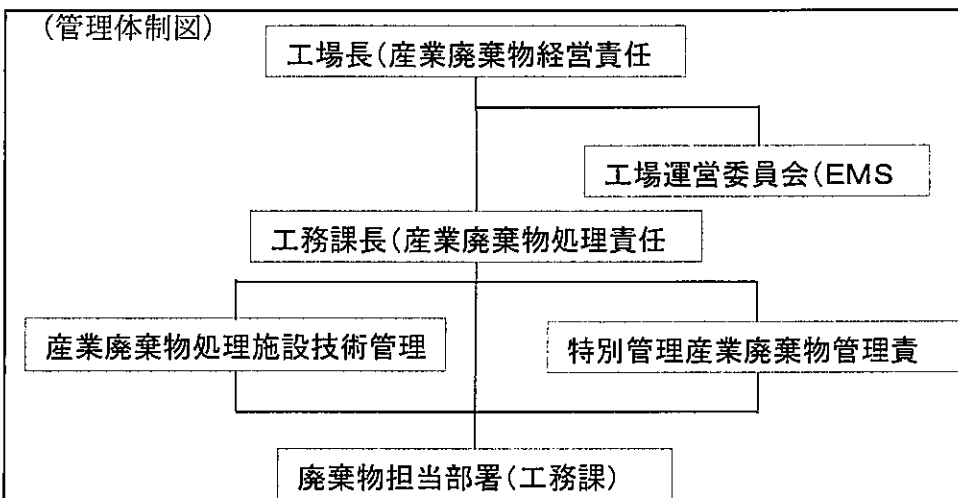 (管理体制図)
工場長(産業廃棄物経営責任
工場運営委員会(EMS
工務課長(産業廃棄物処理責任
産業廃棄物処理施設技術管理
特別管理産業廃棄物管理責
廃棄物担当部署(工務課)